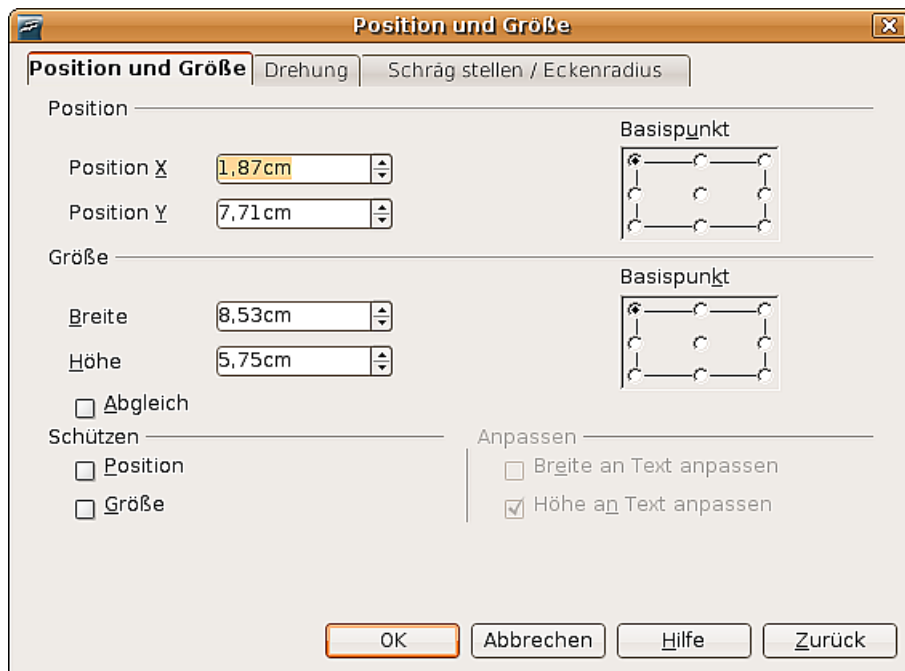 Position und Größe
Position und Größe Drehung Schräg stellen / Eckenradius
Position
Basispunkt
Position X 1,87cm
Position Y 7,71cm
Größe
Basispunkt
Breite 8,53cm
Höhe 5,75cm
Abgleich
Schützen Anpassen
Position Breite an Text anpassen
Größe Höhe an Text anpassen
OK Abbrechen Hilfe Zurück